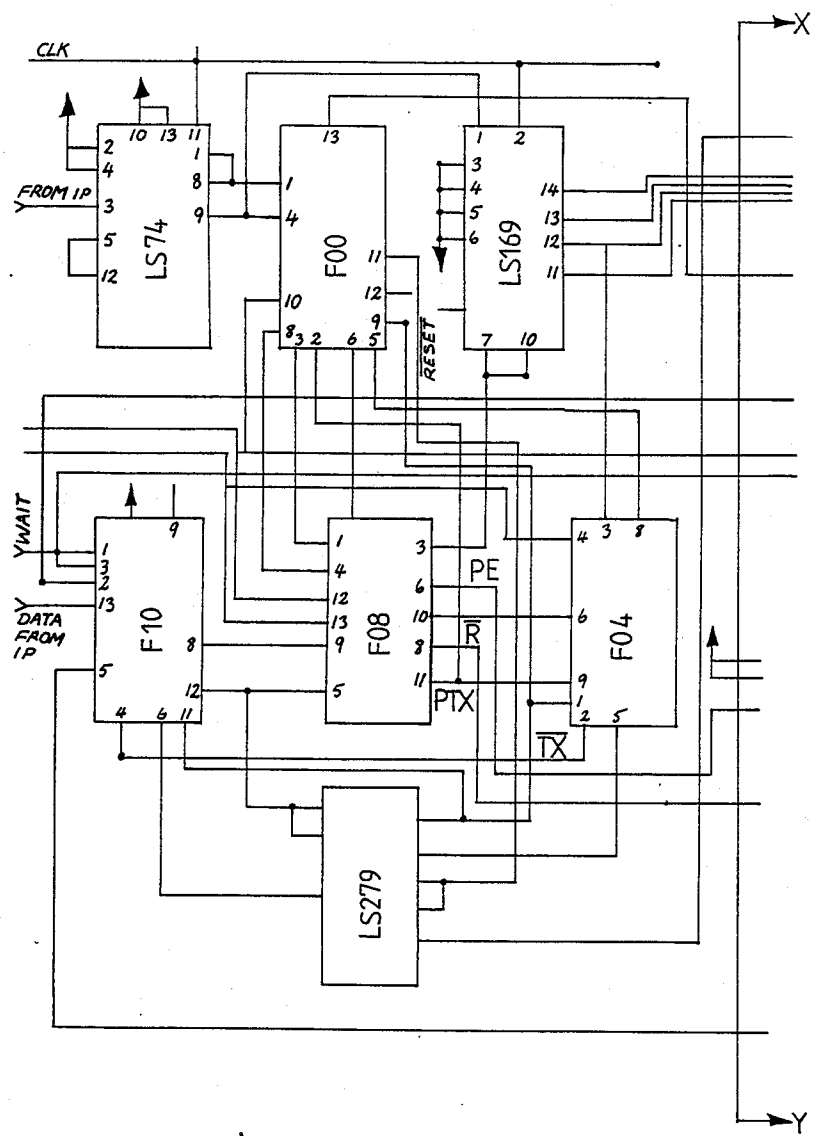 X
CLK
10 13 11
2
4
3
5
12
1
8
9
FROM IP
LS74
13
1
4
10
8
3 2 6 5
11
12
9
F00
1 2
3
4
5
6
14
13
12
11
7 10
LS169
RESET
WAIT
9
1
3
2
13
5
8
12
4 6 11
F10
DATA
FROM
IP
1
4
12
13
9
5
3
6
10
8
11
F08
PE
R
PTX
TX
3 8
4
6
9
1
2 5
F04
LS279
Y